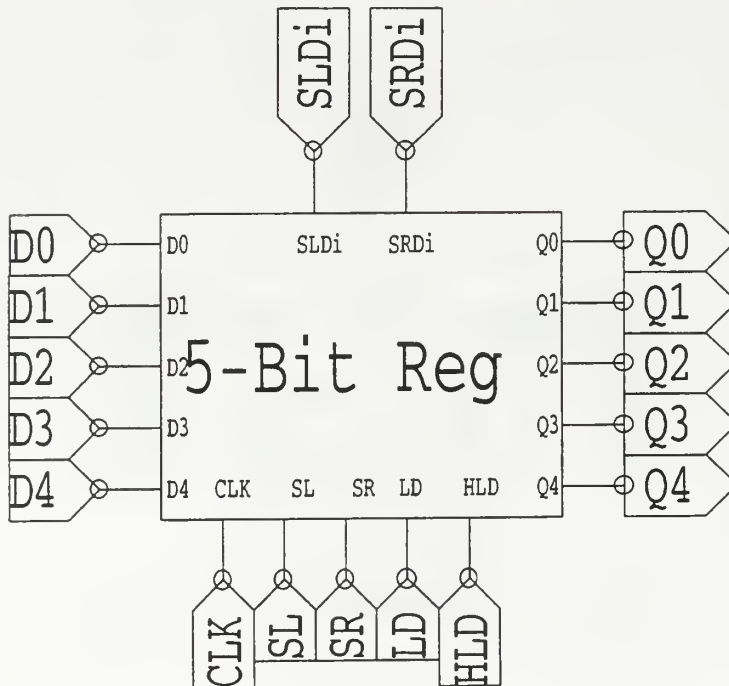 SLDi SRDi
D0 D0 SLDi SRDi Q0 Q0
D1 D1 Q1 Q1
D2 D2 5-Bit Reg Q2 Q2
D3 D3 Q3 Q3
D4 D4 CLK SL SR LD HLD Q4 Q4
CLK SL SR LD HLD